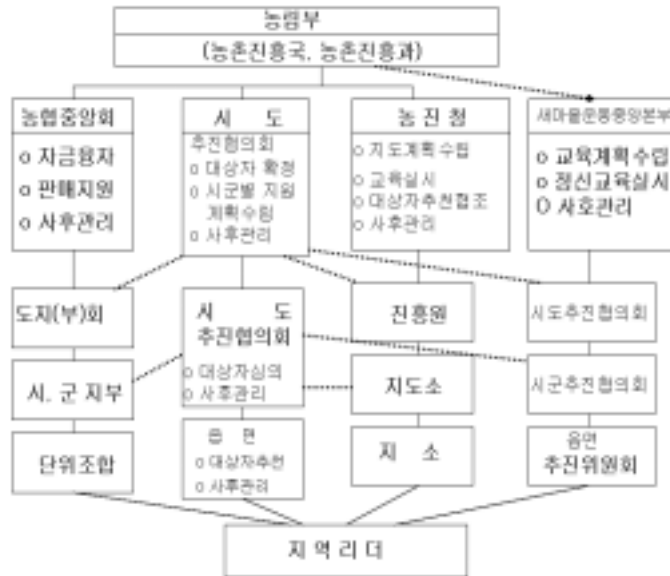 농림부
(농촌진흥국, 농촌진흥과)
농협중앙회
o 자금융자
o 판매지원
o 사후관리
시 도
추진협의회
o 대상자 확정
o 시군별 지원
계획수립
o 사후관리
농 진 청
o 지도계획수립
o 교육실시
o 대상자추천협조
o 사후관리
새마을운동중앙본부
o 교육계획수립
o 정신교육실시
O 사호관리
도지(부)회
시 도
추진협의회
o 대상자심의
o 사후관리
진흥원
시도추진협의회
시. 군 지부
지도소
시군추진협의회
단위조합
읍 면
o 대상자추천
o 사후관리
지 소
읍면
추진위원회
지 역 리 더